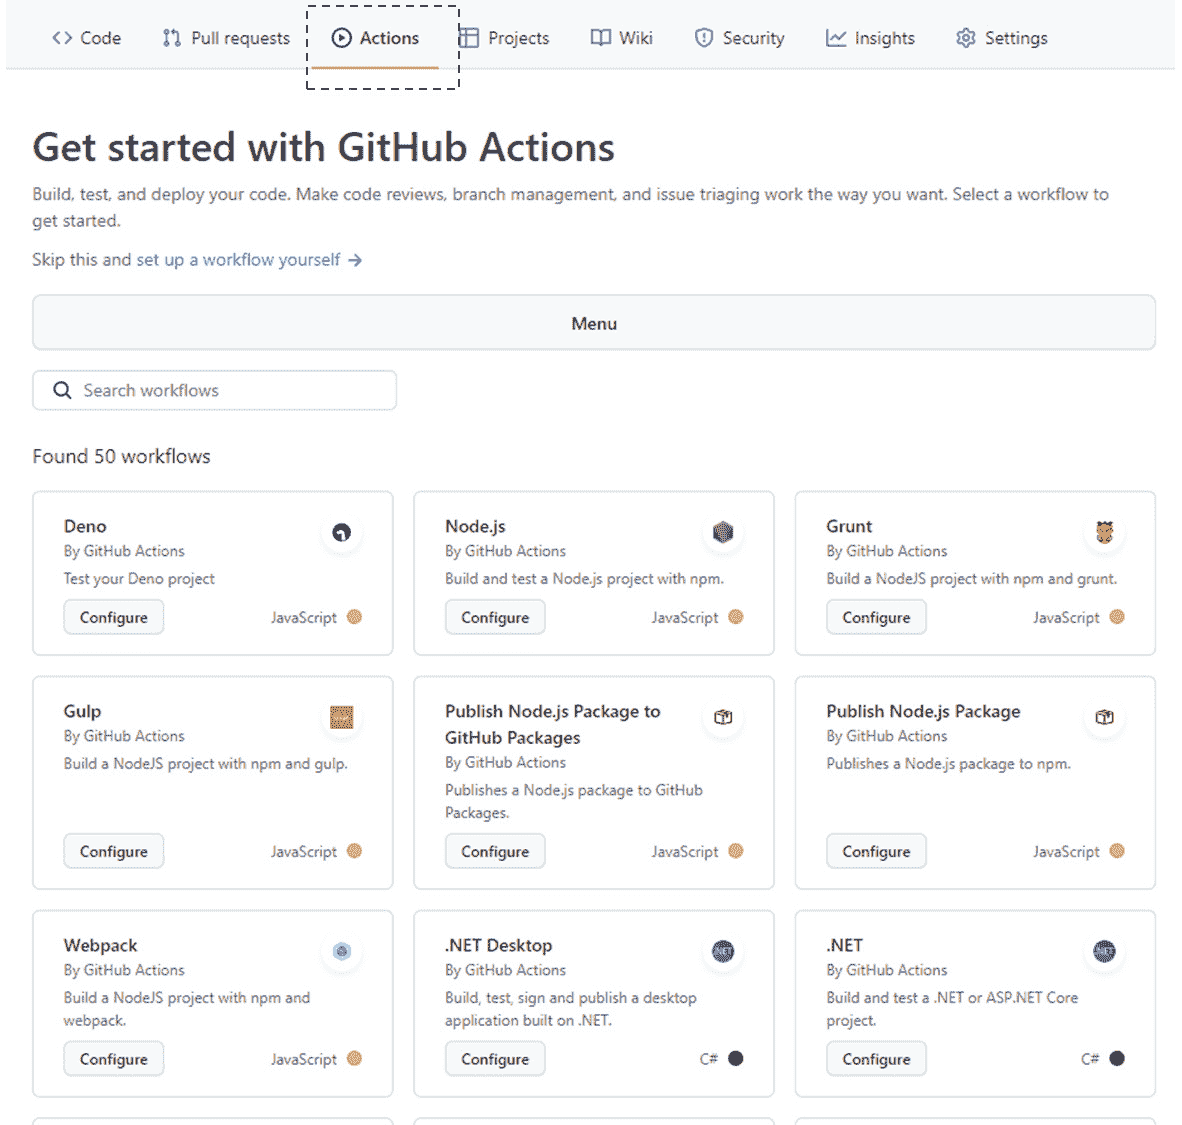 Code Pull requests Actions Projects Wiki Security Insights Settings
Get started with GitHub Actions
Build, test, and deploy your code. Make code reviews, branch management, and issue triaging work the way you want. Select a workflow to
get started.
Skip this and set up a workflow yourself →
Menu
Search workflows
Found 50 workflows
Deno
By GitHub Actions
Test your Deno project
Configure JavaScript
Node.js
By GitHub Actions
Build and test a Node.js project with npm.
Configure JavaScript
Grunt
By GitHub Actions
Build a NodeJS project with npm and grunt.
Configure JavaScript
Gulp
By GitHub Actions
Build a NodeJS project with npm and gulp.
Configure JavaScript
Publish Node.js Package to
GitHub Packages
By GitHub Actions
Publishes a Node.js package to GitHub
Packages.
Configure JavaScript
Publish Node.js Package
By GitHub Actions
Publishes a Node.js package to npm.
Configure JavaScript
Webpack
By GitHub Actions
Build a NodeJS project with npm and
webpack.
Configure JavaScript
.NET Desktop
By GitHub Actions
.NET
Build, test, sign and publish a desktop
application built on .NET.
Configure C#
.NET
By GitHub Actions
.NET
Build and test a .NET or ASP.NET Core
project.
Configure C#